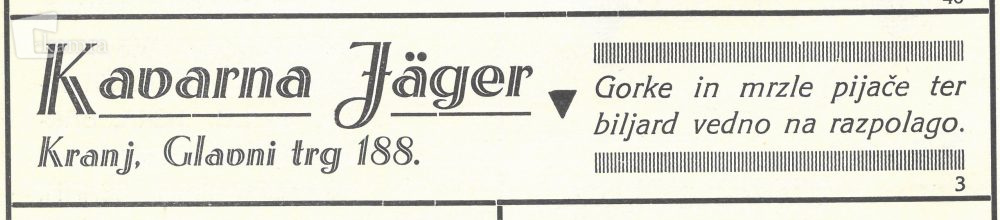 Kavarna Jäger
Kranj, Glavni trg 188.
Gorke in mrzle pijače ter
biljard vedno na razpolago.
3